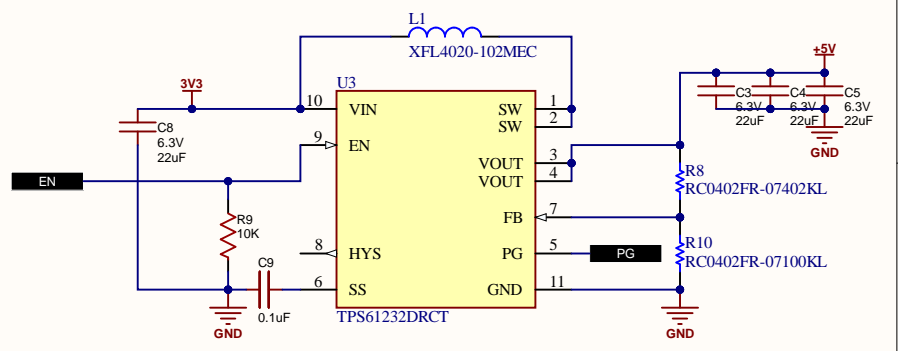 L1
XFL4020-102MEC
+5V
3V3
U3
C8
6.3V
22uF
10
VIN
SW
1
SW
2
9
EN
VOUT
3
VOUT
4
FB
7
8
HYS
PG
5
PG
6
SS
GND
11
TPS61232DRCT
C3
6.3V
22uF
C4
6.3V
22uF
C5
6.3V
22uF
GND
EN
R9
10K
C9
0.1uF
GND
R8
RC0402FR-07402KL
R10
RC0402FR-07100KL
GND